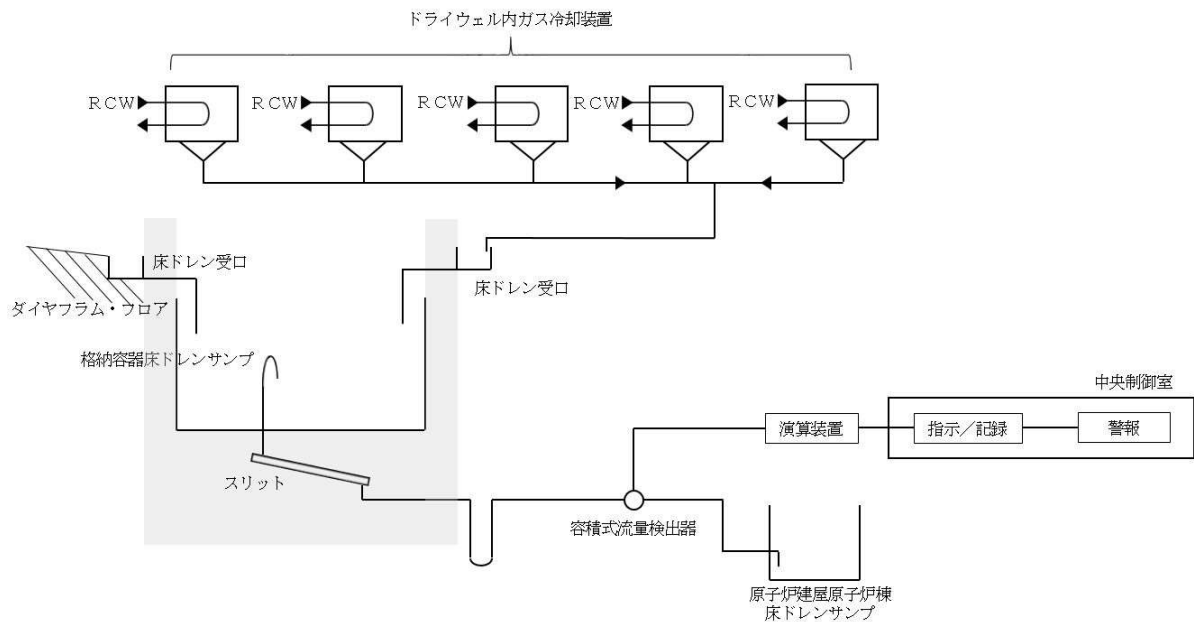 ドライウェル内ガス冷却装置
ＲＣＷ
ＲＣＷ
ＲＣＷ
ＲＣＷ
ＲＣＷ
床ドレン受口
床ドレン受口
ダイヤフラム・フロア
格納容器床ドレンサンプ
中央制御室
演算装置
指示／記録
警報
スリット
容積式流量検出器
原子炉建屋原子炉棟
床ドレンサンプ